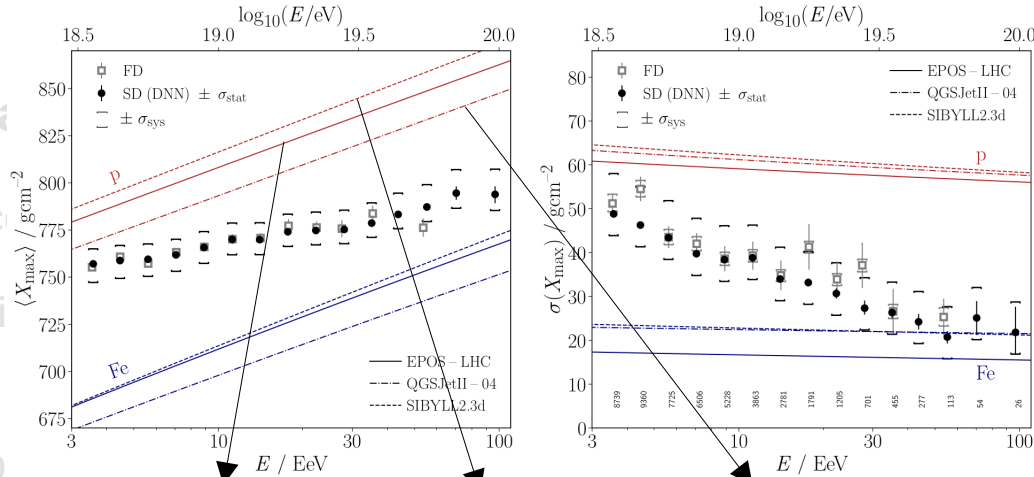 log₁₀(E/eV)
18.5 19.0 19.5 20.0
⟨Xmax⟩ / gcm⁻²
850
825
800
775
750
725
700
675
FD
SD (DNN) ± σstat
± σsys
p
Fe
EPOS – LHC
QGSJetII – 04
SIBYLL2.3d
3 10 30 100
E / EeV
log₁₀(E/eV)
18.5 19.0 19.5 20.0
σ(Xmax) / gcm⁻²
80
70
60
50
40
30
20
10
0
FD
SD (DNN) ± σstat
± σsys
EPOS – LHC
QGSJetII – 04
SIBYLL2.3d
p
Fe
8739 9360 7725 6506 5228 3863 2781 1791 1205 701 455 277 113 54 26
3 10 30 100
E / EeV